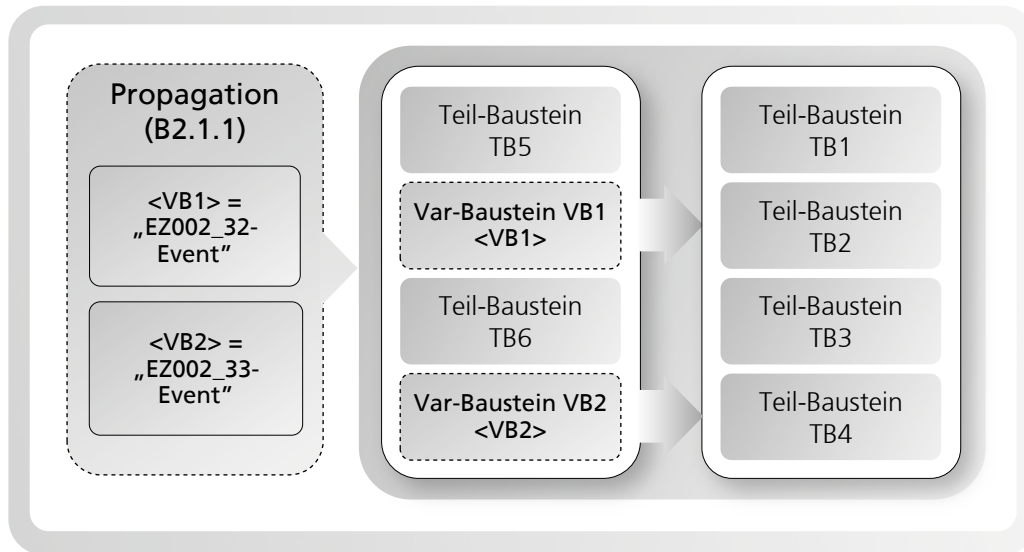 Propagation
(B2.1.1)
<VB1> =
„EZ002_32-
Event”
<VB2> =
„EZ002_33-
Event”
Teil-Baustein
TB5
Var-Baustein VB1
<VB1>
Teil-Baustein
TB6
Var-Baustein VB2
<VB2>
Teil-Baustein
TB1
Teil-Baustein
TB2
Teil-Baustein
TB3
Teil-Baustein
TB4